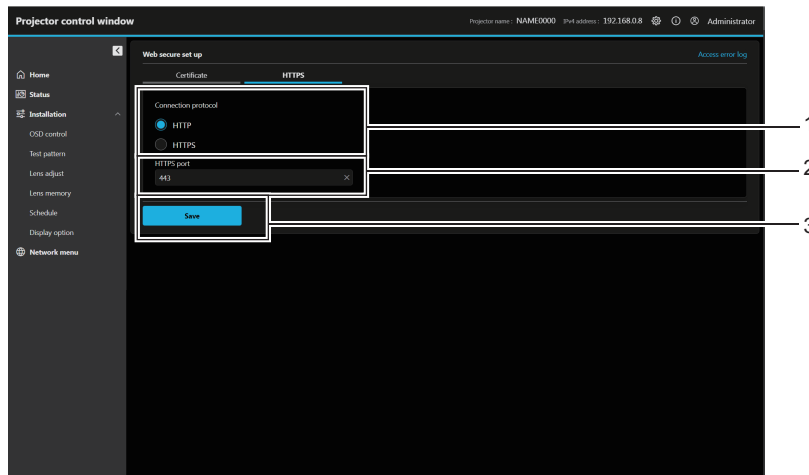 Projector control window
Projector name : NAME0000 IPv4 address : 192.168.0.8 Administrator
Web secure set up
Access error log
Certificate
HTTPS
Home
Status
Installation
OSD control
Test pattern
Lens adjust
Lens memory
Schedule
Display option
Network menu
Connection protocol
HTTP
HTTPS
HTTPS port
443
Save
1
2
3